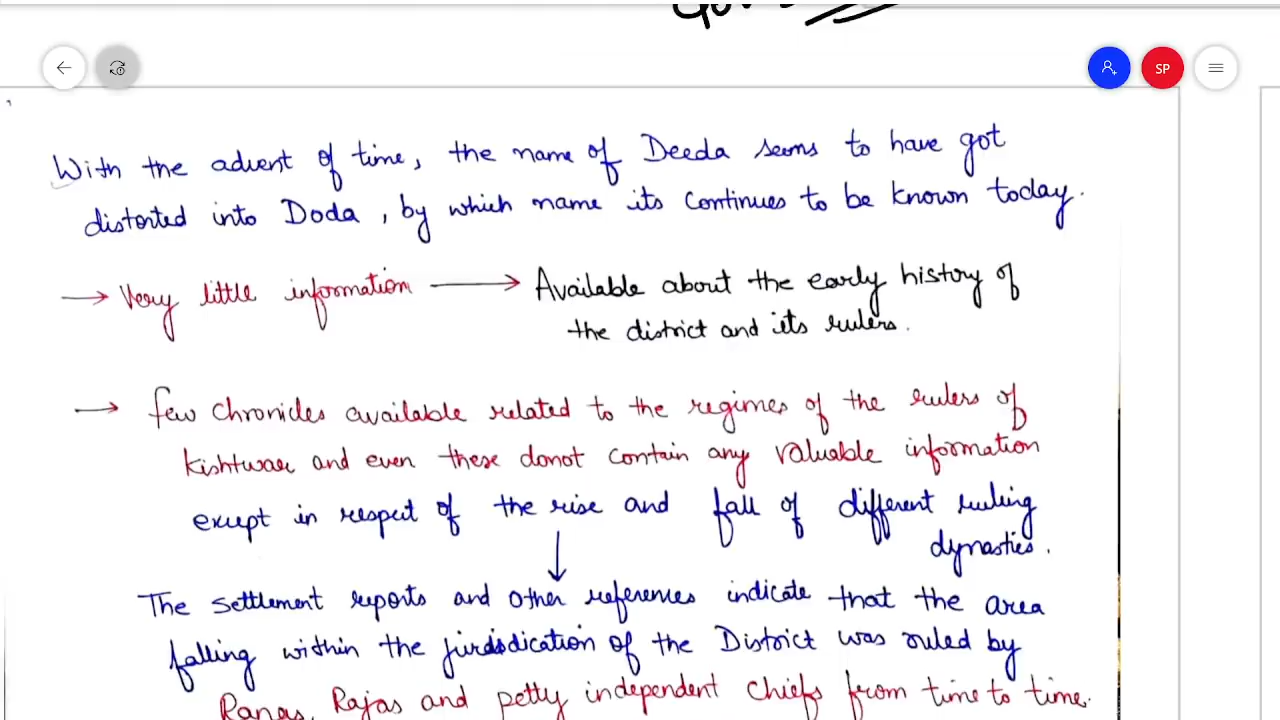 SP
With the advent of time, the name of Deeda seems to have got
distorted into Doda, by which name its continues to be known today.
→ Very little information → Available about the early history of
the district and its rulers.
→ few chronicles available related to the regimes of the rulers of
kishtwar and even these donot contain any valuable information
except in respect of the rise and fall of different ruling
dynasties.
The settlement reports and other references indicate that the area
falling within the jurisdication of the District was ruled by
Ranas, Rajas and petty independent chiefs from time to time.